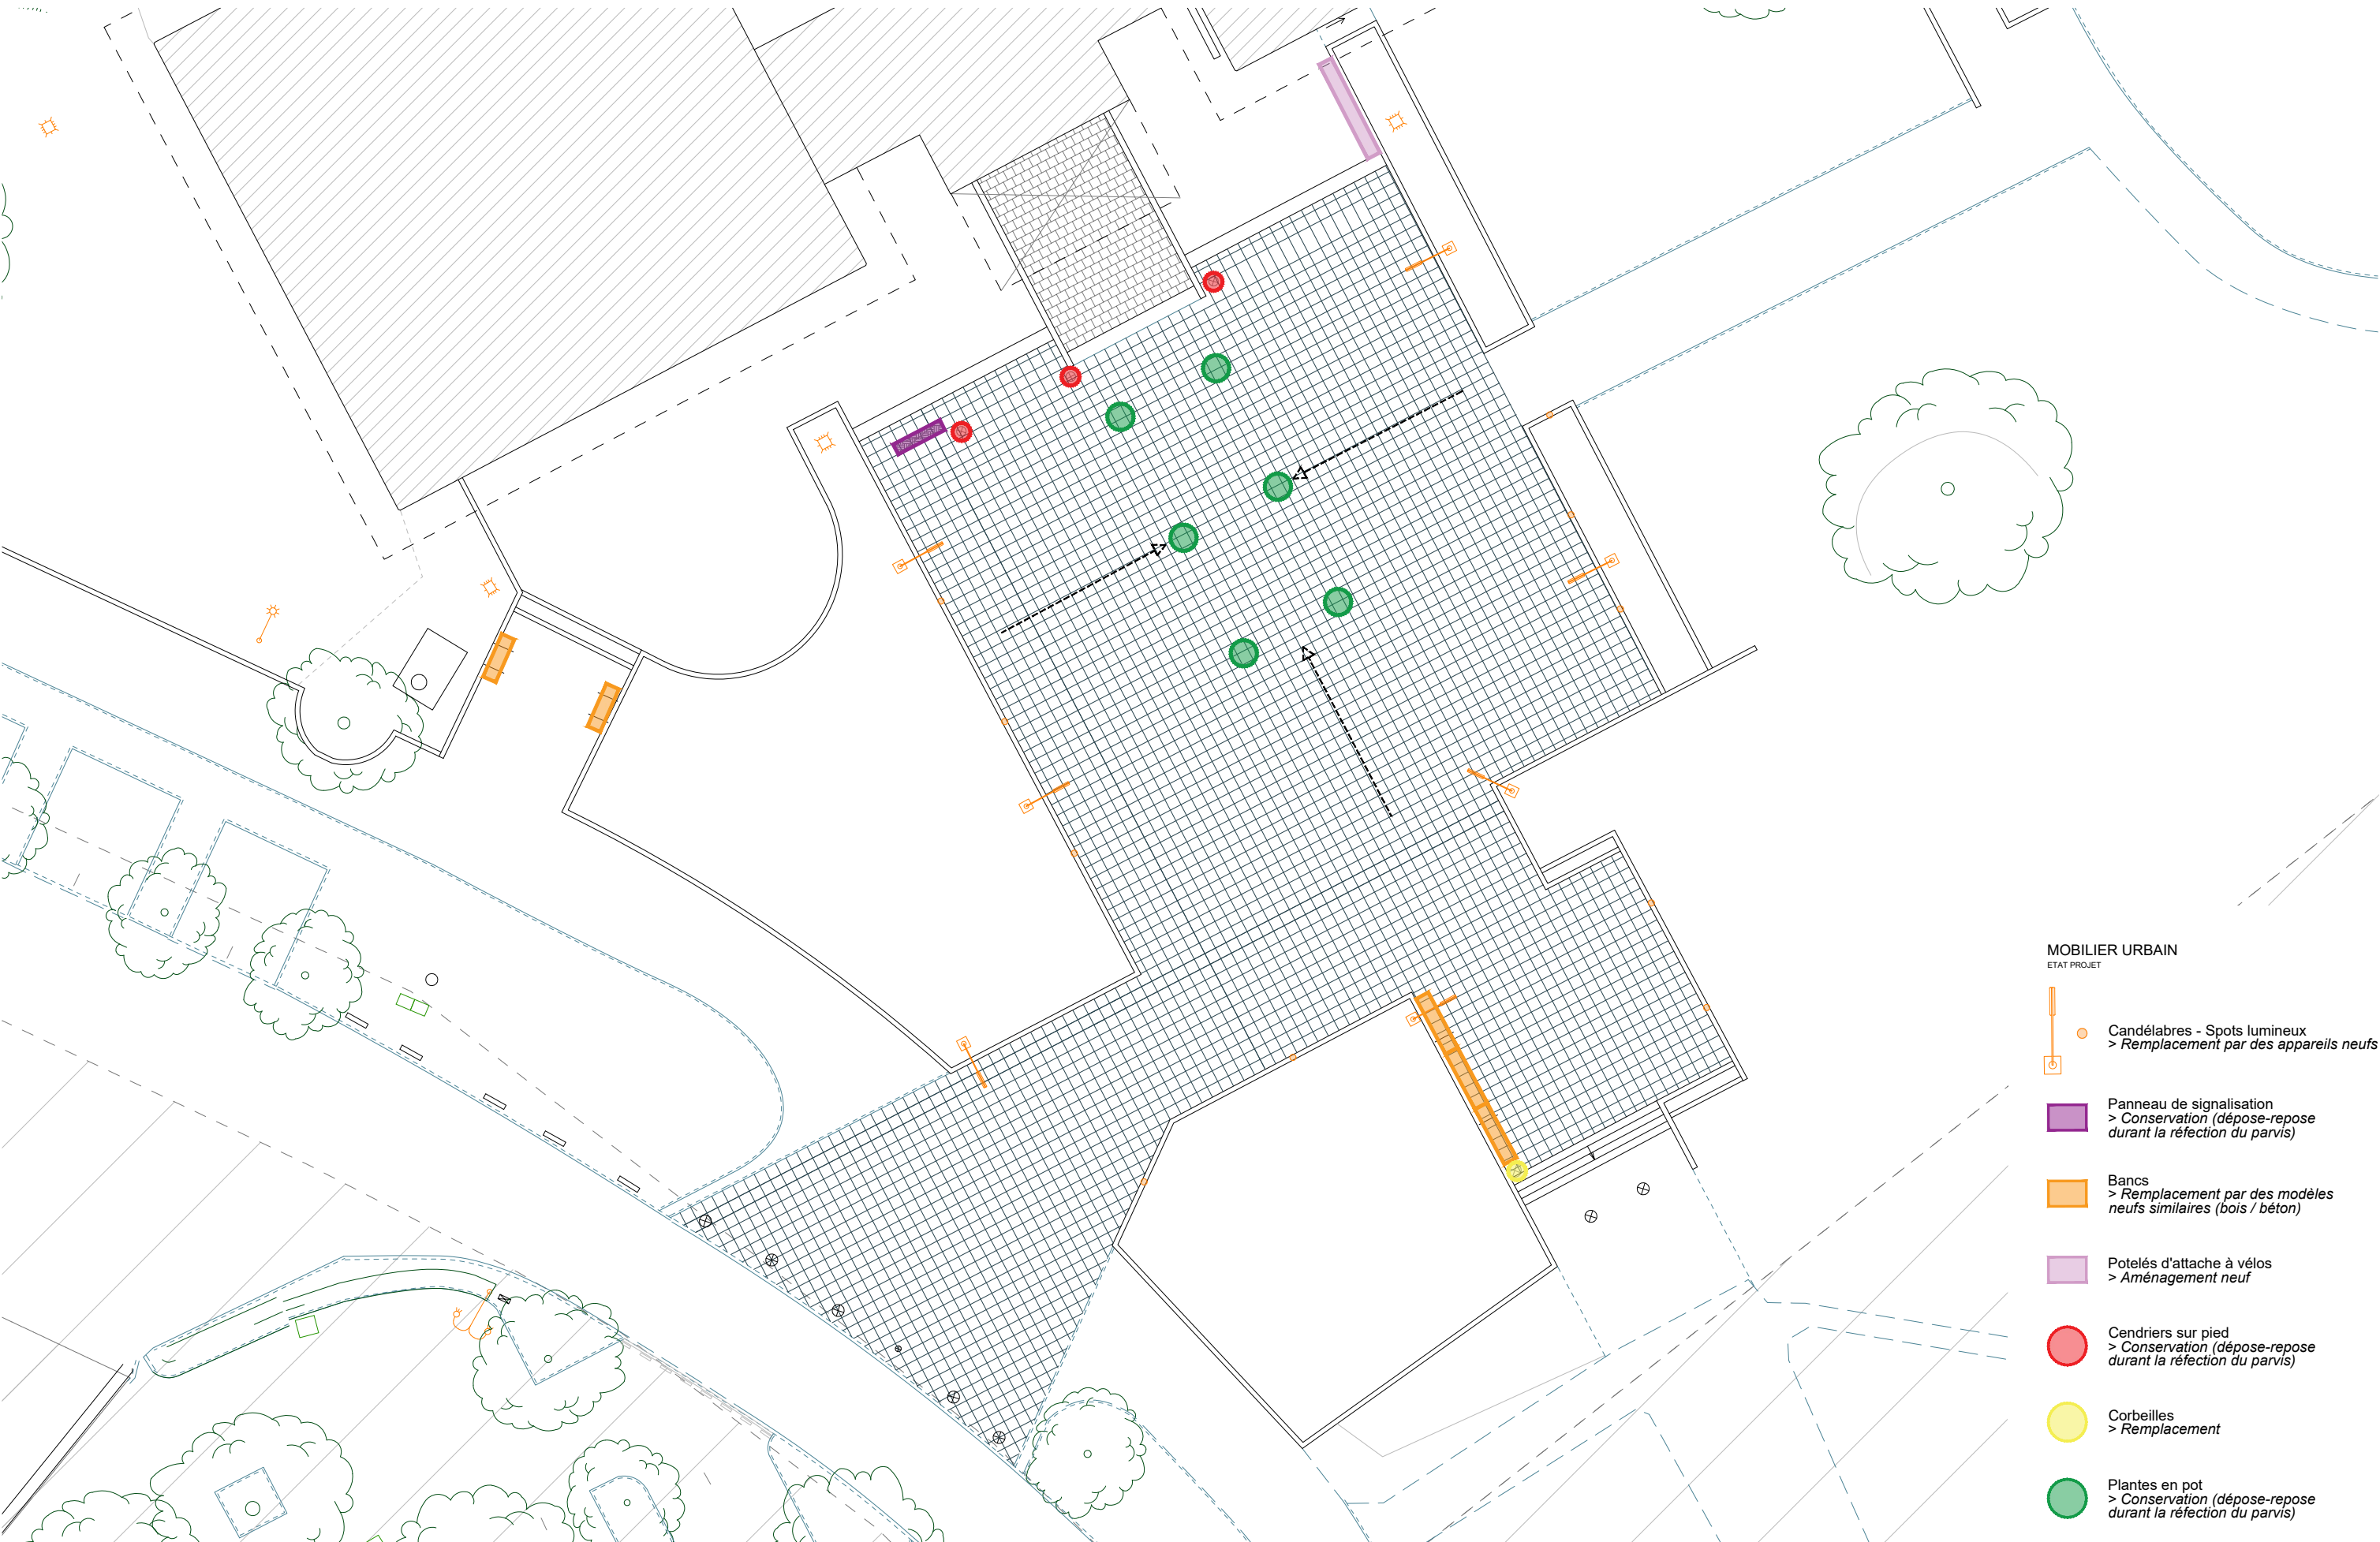 MOBILIER URBAIN
ETAT PROJET
Candélabres - Spots lumineux
> Remplacement par des appareils neufs
Panneau de signalisation
> Conservation (dépose-repose
durant la réfection du parvis)
Bancs
> Remplacement par des modèles
neufs similaires (bois / béton)
Potelés d'attache à vélos
> Aménagement neuf
Cendriers sur pied
> Conservation (dépose-repose
durant la réfection du parvis)
Corbeilles
> Remplacement
Plantes en pot
> Conservation (dépose-repose
durant la réfection du parvis)